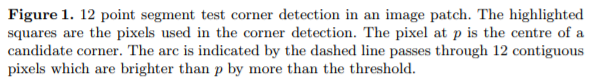 Figure 1. 12 point segment test corner detection in an image patch. The highlighted
squares are the pixels used in the corner detection. The pixel at p is the centre of a
candidate corner. The arc is indicated by the dashed line passes through 12 contiguous
pixels which are brighter than p by more than the threshold.